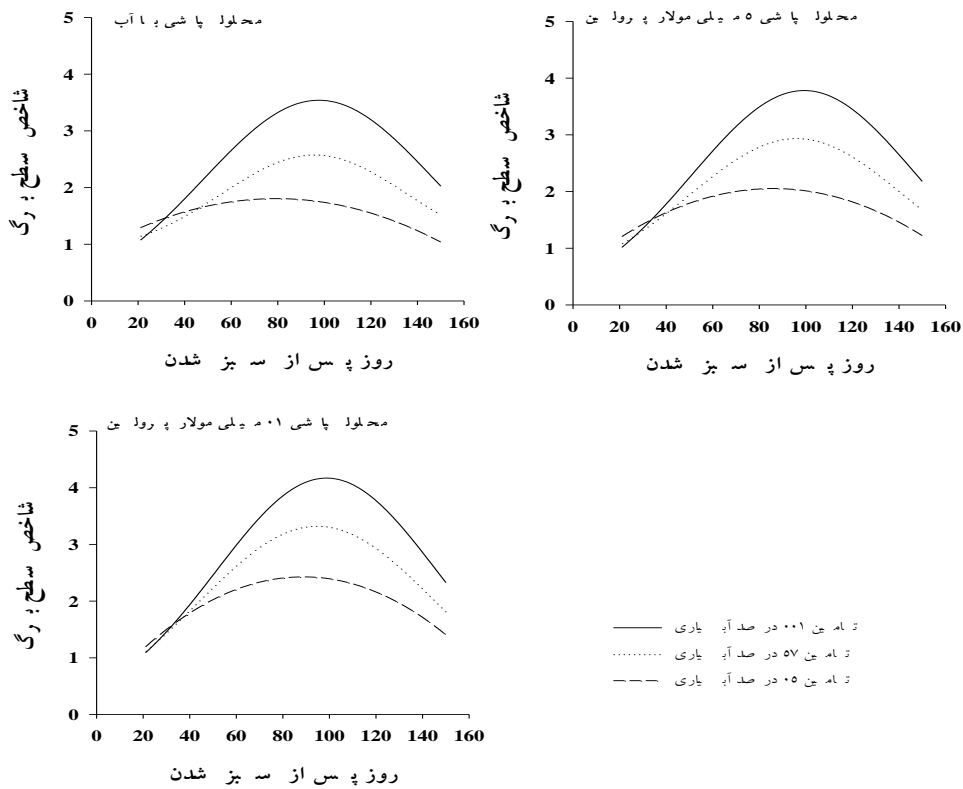 محلول پاشی با آب
5
4
3
2
1
0
شاخص سطح برگ
0 20 40 60 80 100 120 140 160
روز پس از سبز شدن
محلول پاشی ۵ میلی مولار پرولین
5
4
3
2
1
0
شاخص سطح برگ
0 20 40 60 80 100 120 140 160
روز پس از سبز شدن
محلول پاشی ۰۱ میلی مولار پرولین
5
4
3
2
1
0
شاخص سطح برگ
0 20 40 60 80 100 120 140 160
روز پس از سبز شدن
تامین ۰۰۱ درصد آبیاری
تامین ۵۷ درصد آبیاری
تامین ۰۵ درصد آبیاری